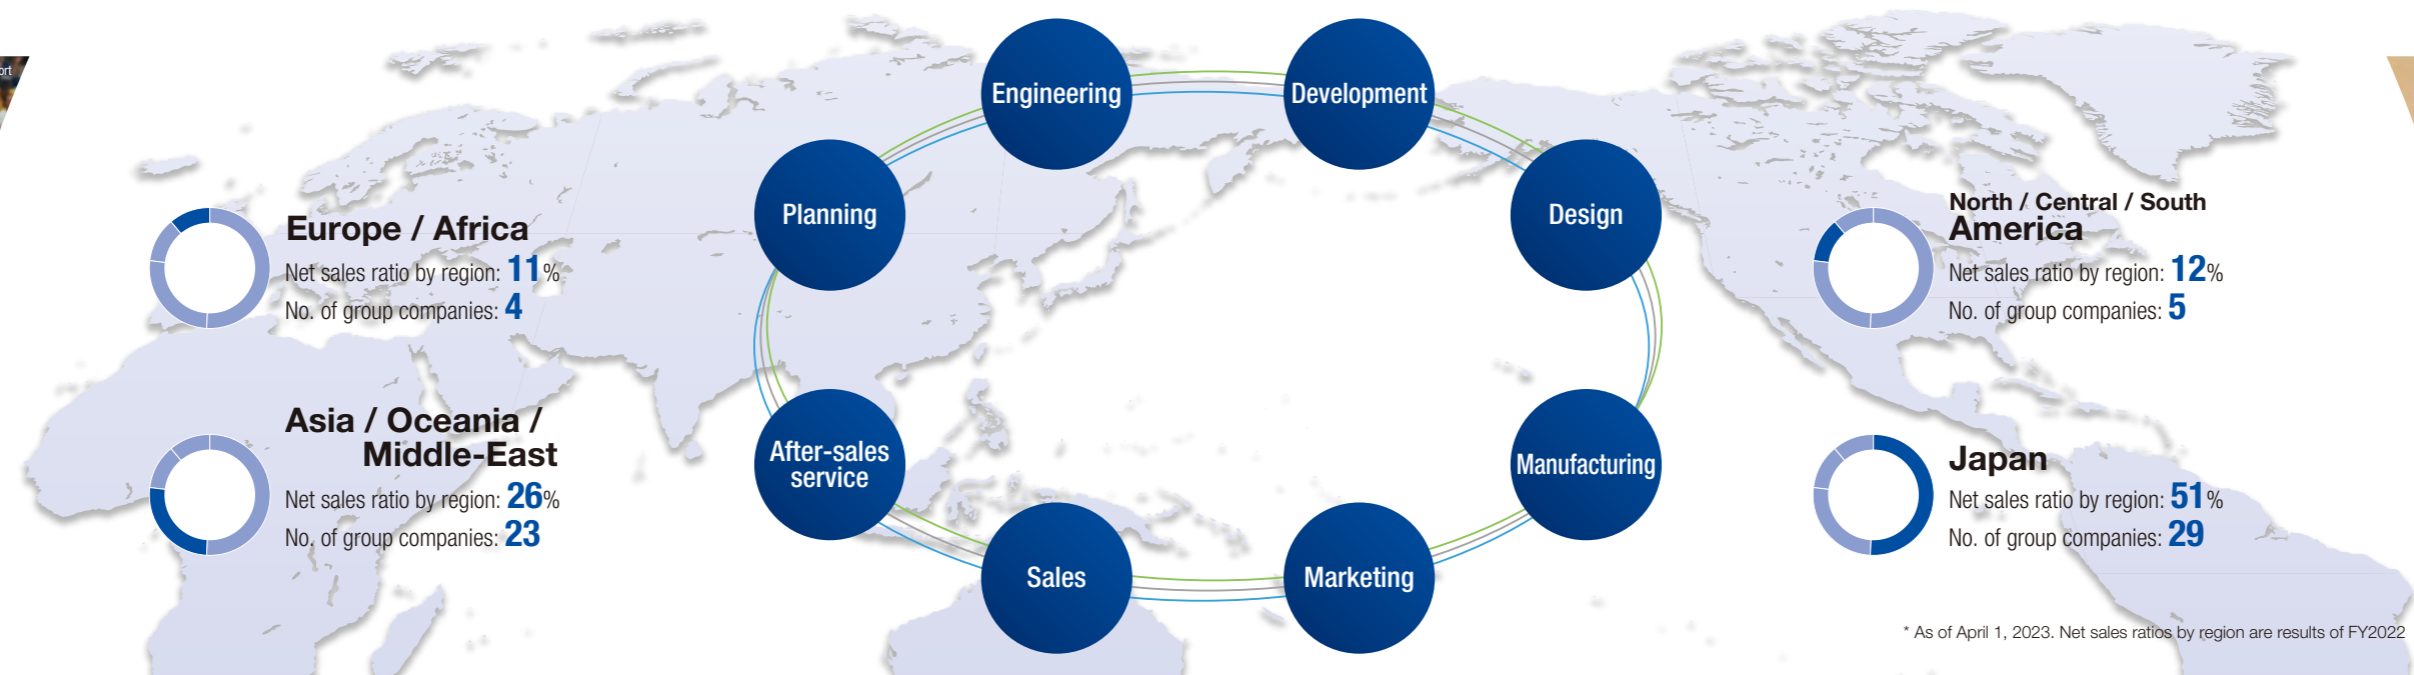 Engineering
Development
Planning
Design
After-sales
service
Manufacturing
Sales
Marketing
Europe / Africa
Net sales ratio by region: 11%
No. of group companies: 4
Asia / Oceania /
Middle-East
Net sales ratio by region: 26%
No. of group companies: 23
North / Central / South
America
Net sales ratio by region: 12%
No. of group companies: 5
Japan
Net sales ratio by region: 51%
No. of group companies: 29
* As of April 1, 2023. Net sales ratios by region are results of FY2022